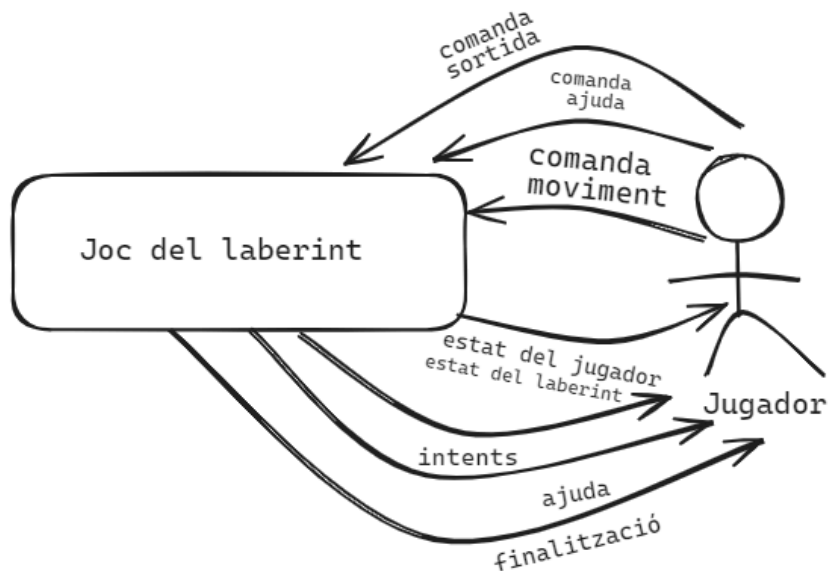 comanda
sortida
comanda
ajuda
comanda
moviment
Joc del laberint
estat del jugador
estat del laberint
Jugador
intents
ajuda
finalització